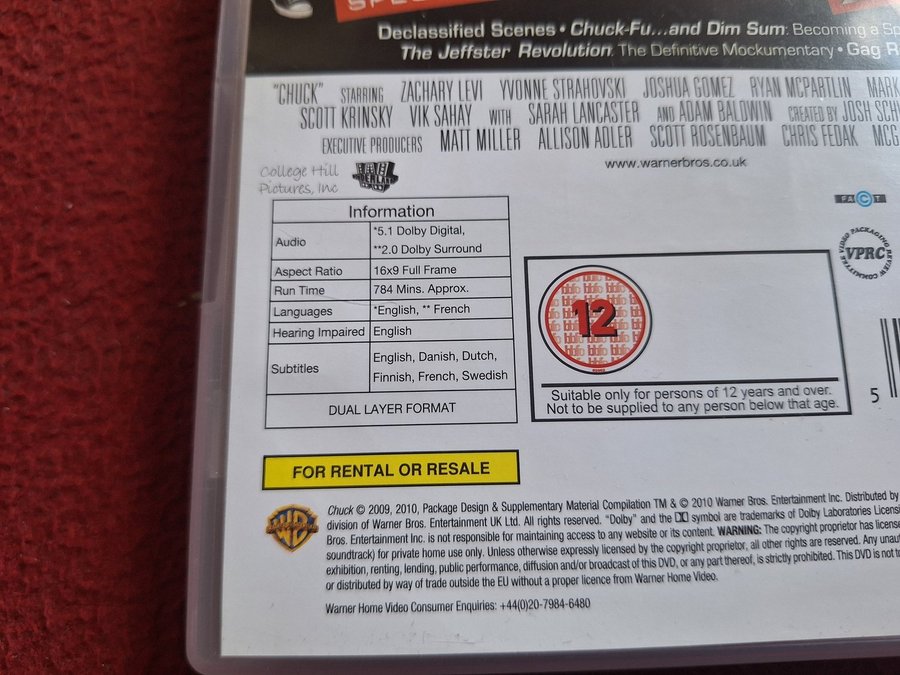 Declassified Scenes • Chuck-Fu...and Dim Sum: Becoming a Sp
The Jeffster Revolution: The Definitive Mockumentary • Gag R
"CHUCK" STARRING ZACHARY LEVI YVONNE STRAHOVSKI JOSHUA GOMEZ RYAN MCPARTLIN MARK
SCOTT KRINSKY VIK SAHAY WITH SARAH LANCASTER AND ADAM BALDWIN CREATED BY JOSH SCHW
EXECUTIVE PRODUCERS MATT MILLER ALLISON ADLER SCOTT ROSENBAUM CHRIS FEDAK MCG
www.warnerbros.co.uk
College Hill
Pictures, Inc
FACT
VIDEO PACKAGING REVIEW COMMITTEE
VPRC
Information
Audio *5.1 Dolby Digital,
**2.0 Dolby Surround
Aspect Ratio 16x9 Full Frame
Run Time 784 Mins. Approx.
Languages *English, ** French
Hearing Impaired English
Subtitles English, Danish, Dutch,
Finnish, French, Swedish
DUAL LAYER FORMAT
12
Suitable only for persons of 12 years and over.
Not to be supplied to any person below that age.
5
FOR RENTAL OR RESALE
Chuck © 2009, 2010, Package Design & Supplementary Material Compilation TM & © 2010 Warner Bros. Entertainment Inc. Distributed by
division of Warner Bros. Entertainment UK Ltd. All rights reserved. "Dolby" and the symbol are trademarks of Dolby Laboratories Licens
Bros. Entertainment Inc. is not responsible for maintaining access to any website or its content. WARNING: The copyright proprietor has license
soundtrack) for private home use only. Unless otherwise expressly licensed by the copyright proprietor, all other rights are reserved. Any unaut
exhibition, renting, lending, public performance, diffusion and/or broadcast of this DVD, or any part thereof, is strictly prohibited. This DVD is not t
or distributed by way of trade outside the EU without a proper licence from Warner Home Video.
Warner Home Video Consumer Enquiries: +44(0)20-7984-6480